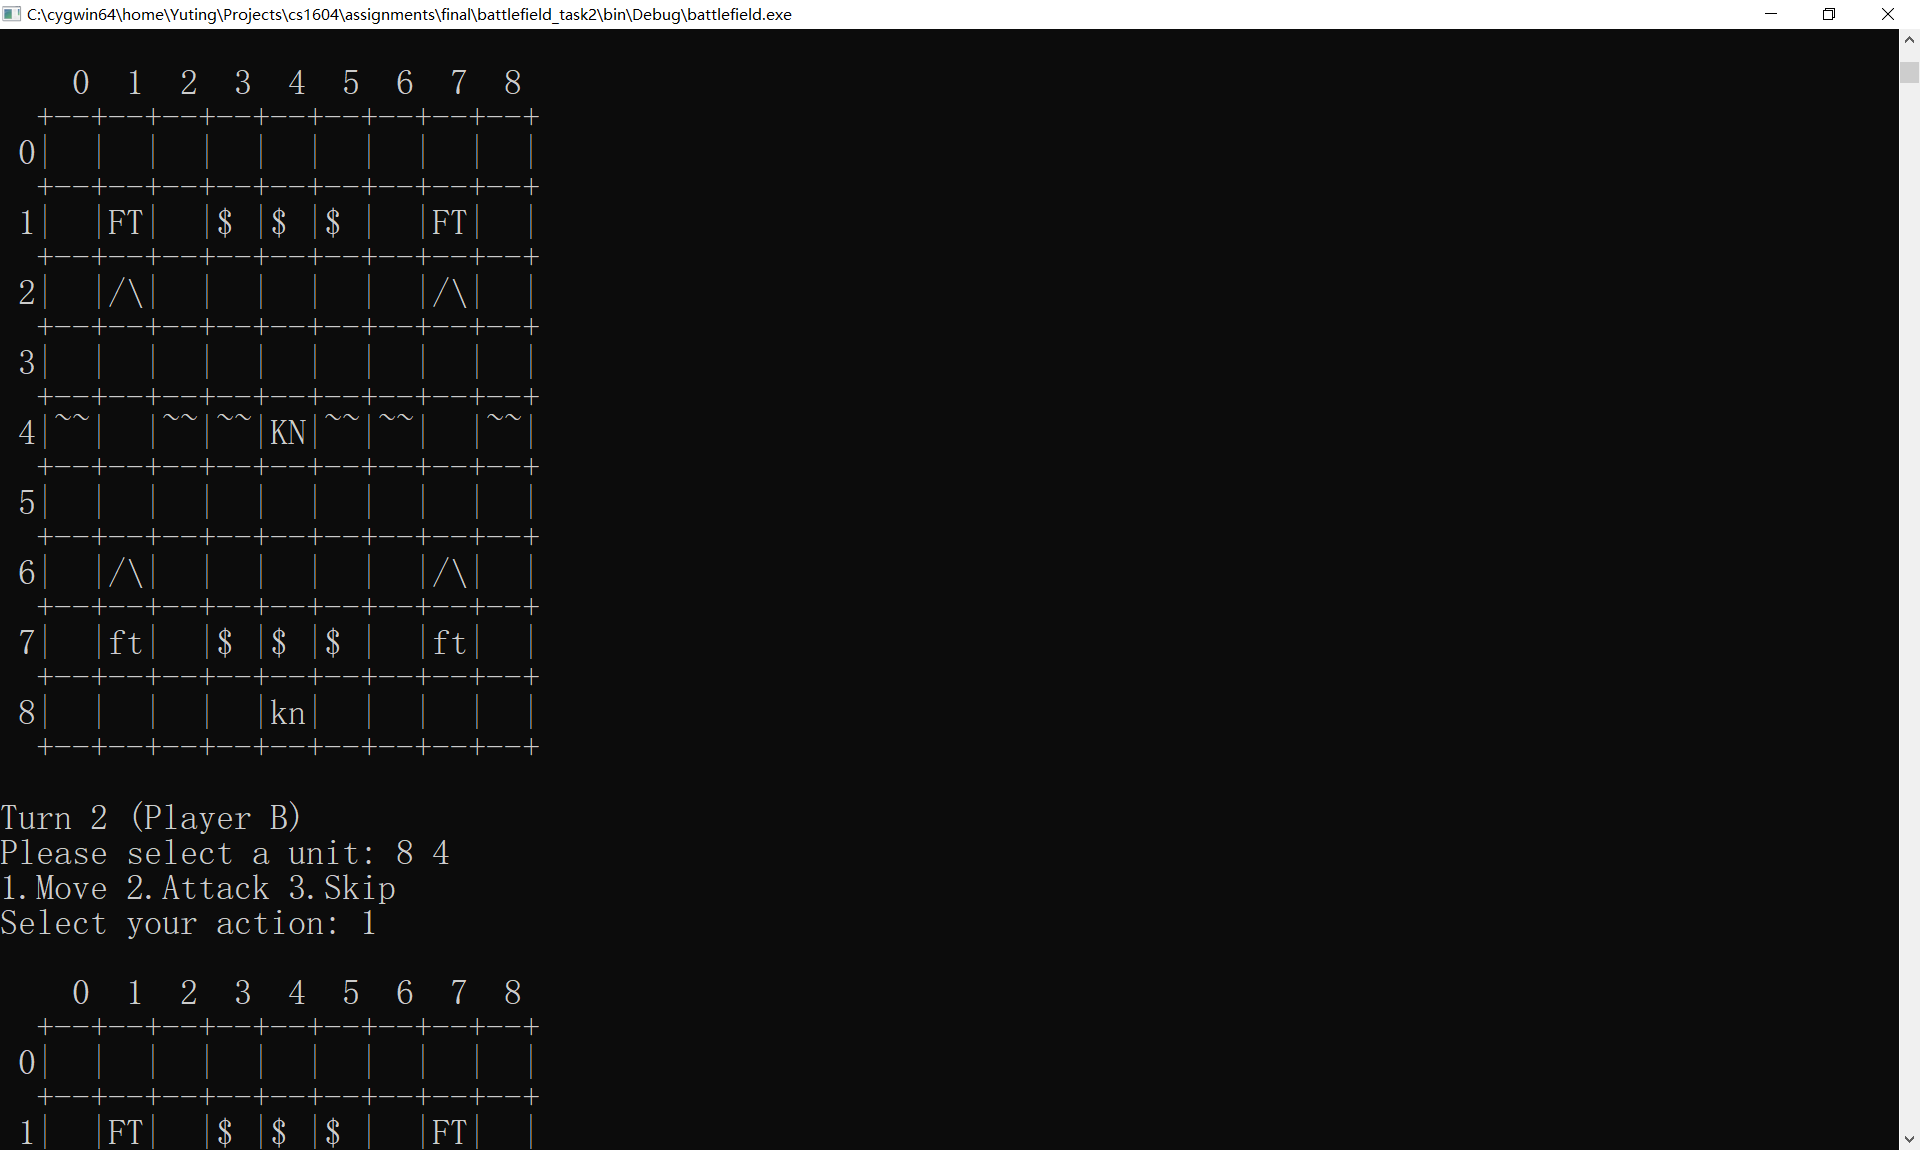 C:\cygwin64\home\Yuting\Projects\cs1604\assignments\final\battlefield_task2\bin\Debug\battlefield.exe
    0  1  2  3  4  5  6  7  8
  +--+--+--+--+--+--+--+--+--+
 0|  |  |  |  |  |  |  |  |  |
  +--+--+--+--+--+--+--+--+--+
 1|  |FT|  |$ |$ |$ |  |FT|  |
  +--+--+--+--+--+--+--+--+--+
 2|  |/\|  |  |  |  |  |/\|  |
  +--+--+--+--+--+--+--+--+--+
 3|  |  |  |  |  |  |  |  |  |
  +--+--+--+--+--+--+--+--+--+
 4|~~|  |~~|~~|KN|~~|~~|  |~~|
  +--+--+--+--+--+--+--+--+--+
 5|  |  |  |  |  |  |  |  |  |
  +--+--+--+--+--+--+--+--+--+
 6|  |/\|  |  |  |  |  |/\|  |
  +--+--+--+--+--+--+--+--+--+
 7|  |ft|  |$ |$ |$ |  |ft|  |
  +--+--+--+--+--+--+--+--+--+
 8|  |  |  |  |kn|  |  |  |  |
  +--+--+--+--+--+--+--+--+--+
Turn 2 (Player B)
Please select a unit: 8 4
1.Move 2.Attack 3.Skip
Select your action: 1
    0  1  2  3  4  5  6  7  8
  +--+--+--+--+--+--+--+--+--+
 0|  |  |  |  |  |  |  |  |  |
  +--+--+--+--+--+--+--+--+--+
 1|  |FT|  |$ |$ |$ |  |FT|  |